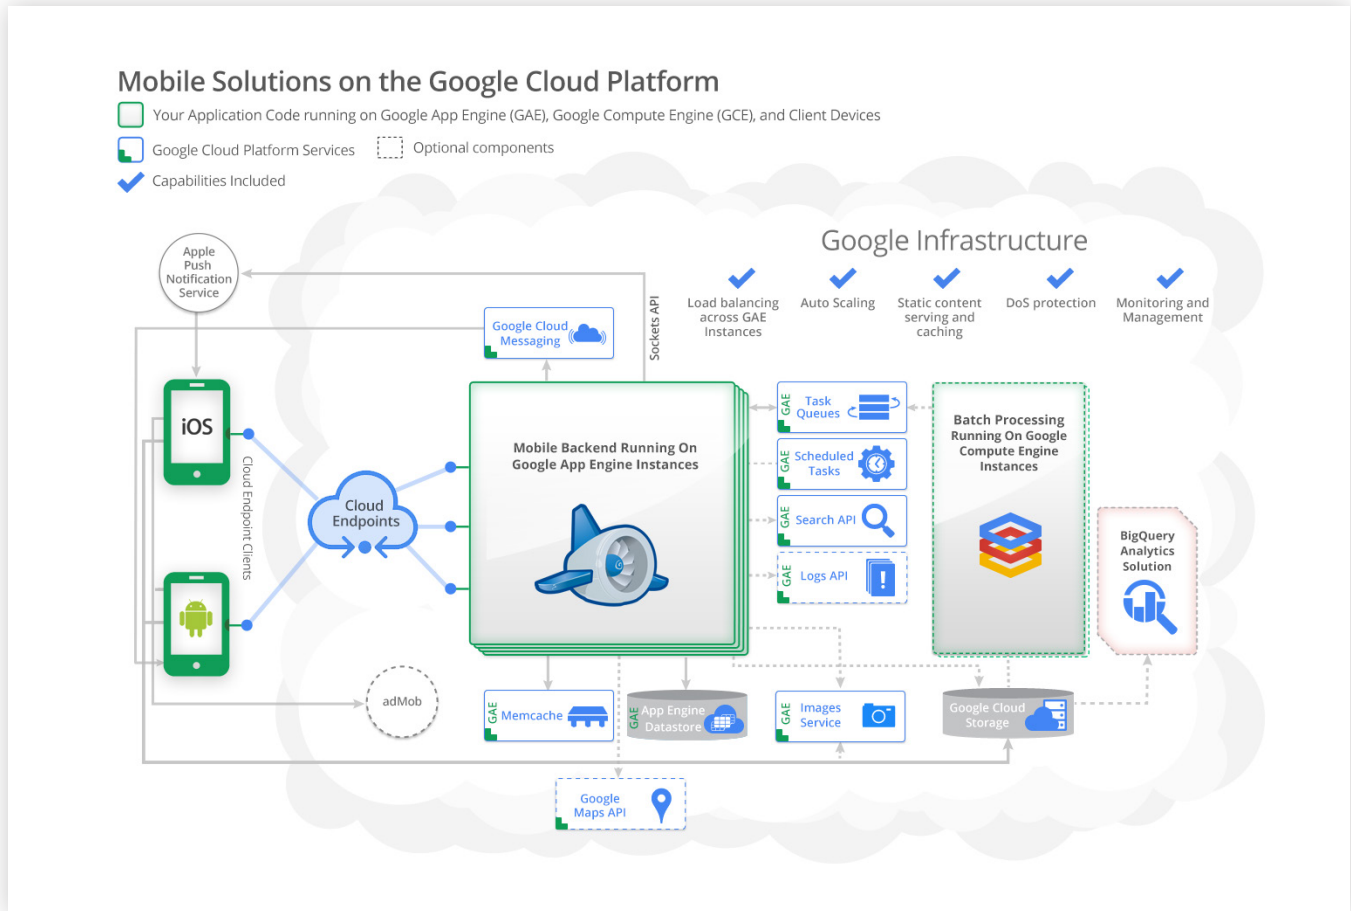 Mobile Solutions on the Google Cloud Platform
Your Application Code running on Google App Engine (GAE), Google Compute Engine (GCE), and Client Devices
Google Cloud Platform Services
Optional components
Capabilities Included
Google Infrastructure
Load balancing
across GAE
Instances
Auto Scaling
Static content
serving and
caching
DoS protection
Monitoring and
Management
Apple
Push
Notification
Service
Google Cloud
Messaging
Sockets API
iOS
Cloud Endpoint Clients
Cloud
Endpoints
Mobile Backend Running On
Google App Engine Instances
GAE
Task
Queues
GAE
Scheduled
Tasks
GAE
Search API
GAE
Logs API
Batch Processing
Running On Google
Compute Engine
Instances
BigQuery
Analytics
Solution
adMob
GAE
Memcache
GAE
App Engine
Datastore
GAE
Images
Service
Google Cloud
Storage
Google
Maps API